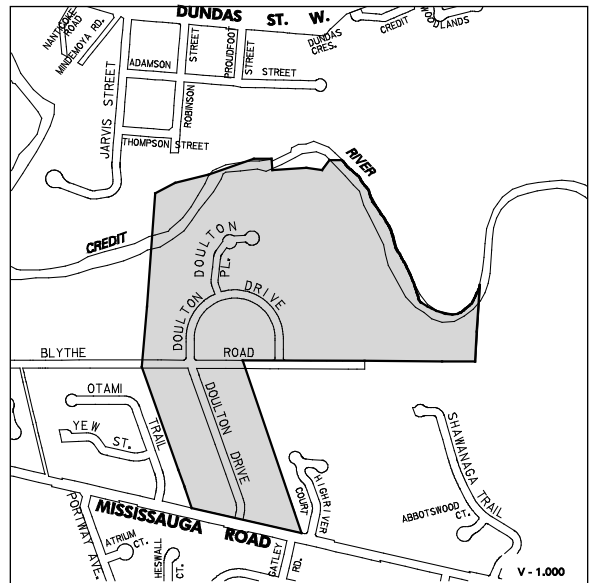 DUNDAS ST. W.
NANTICOKE
ROAD
MINDEMOYA RD.
CREDIT
WOODLANDS
DUNDAS
CRES.
STREET
PROUDFOOT
STREET
ADAMSON
STREET
JARVIS STREET
ROBINSON
THOMPSON STREET
RIVER
CREDIT
DOULTON
PL.
DOULTON
DRIVE
BLYTHE
ROAD
OTAMI
TRAIL
YEW
ST.
DOULTON DRIVE
SHAWANAGA TRAIL
HIGHRIVER
COURT
ABBOTSWOOD
CT.
MISSISSAUGA ROAD
PORTWAY AVE.
ATRIUM
CT.
HESWALL
CT.
GATLEY
RD.
V - 1.000